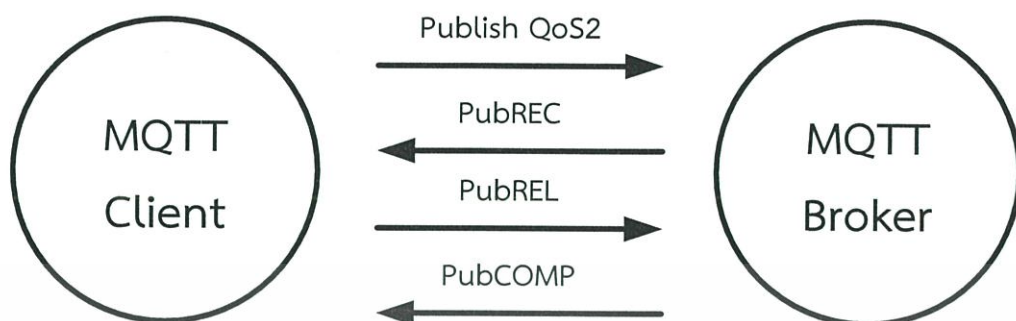 Publish QoS2
PubREC
MQTT
Client
MQTT
Broker
PubREL
PubCOMP